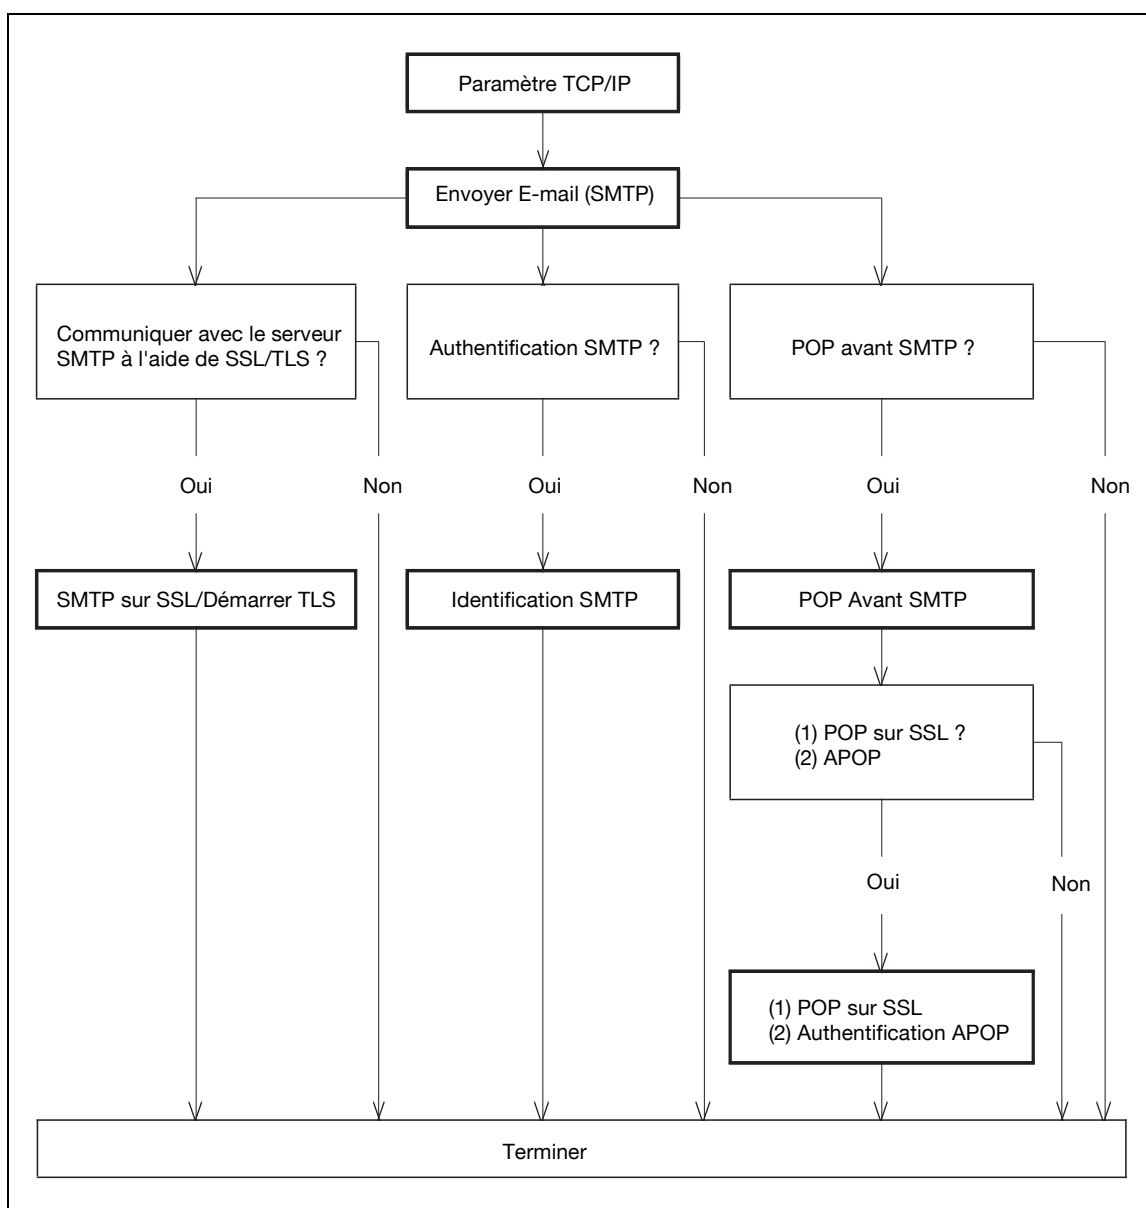 Paramètre TCP/IP
Envoyer E-mail (SMTP)
Communiquer avec le serveur
SMTP à l'aide de SSL/TLS ?
Authentification SMTP ?
POP avant SMTP ?
Oui
Non
Oui
Non
Oui
Non
SMTP sur SSL/Démarrer TLS
Identification SMTP
POP Avant SMTP
(1) POP sur SSL ?
(2) APOP
Oui
Non
(1) POP sur SSL
(2) Authentification APOP
Terminer